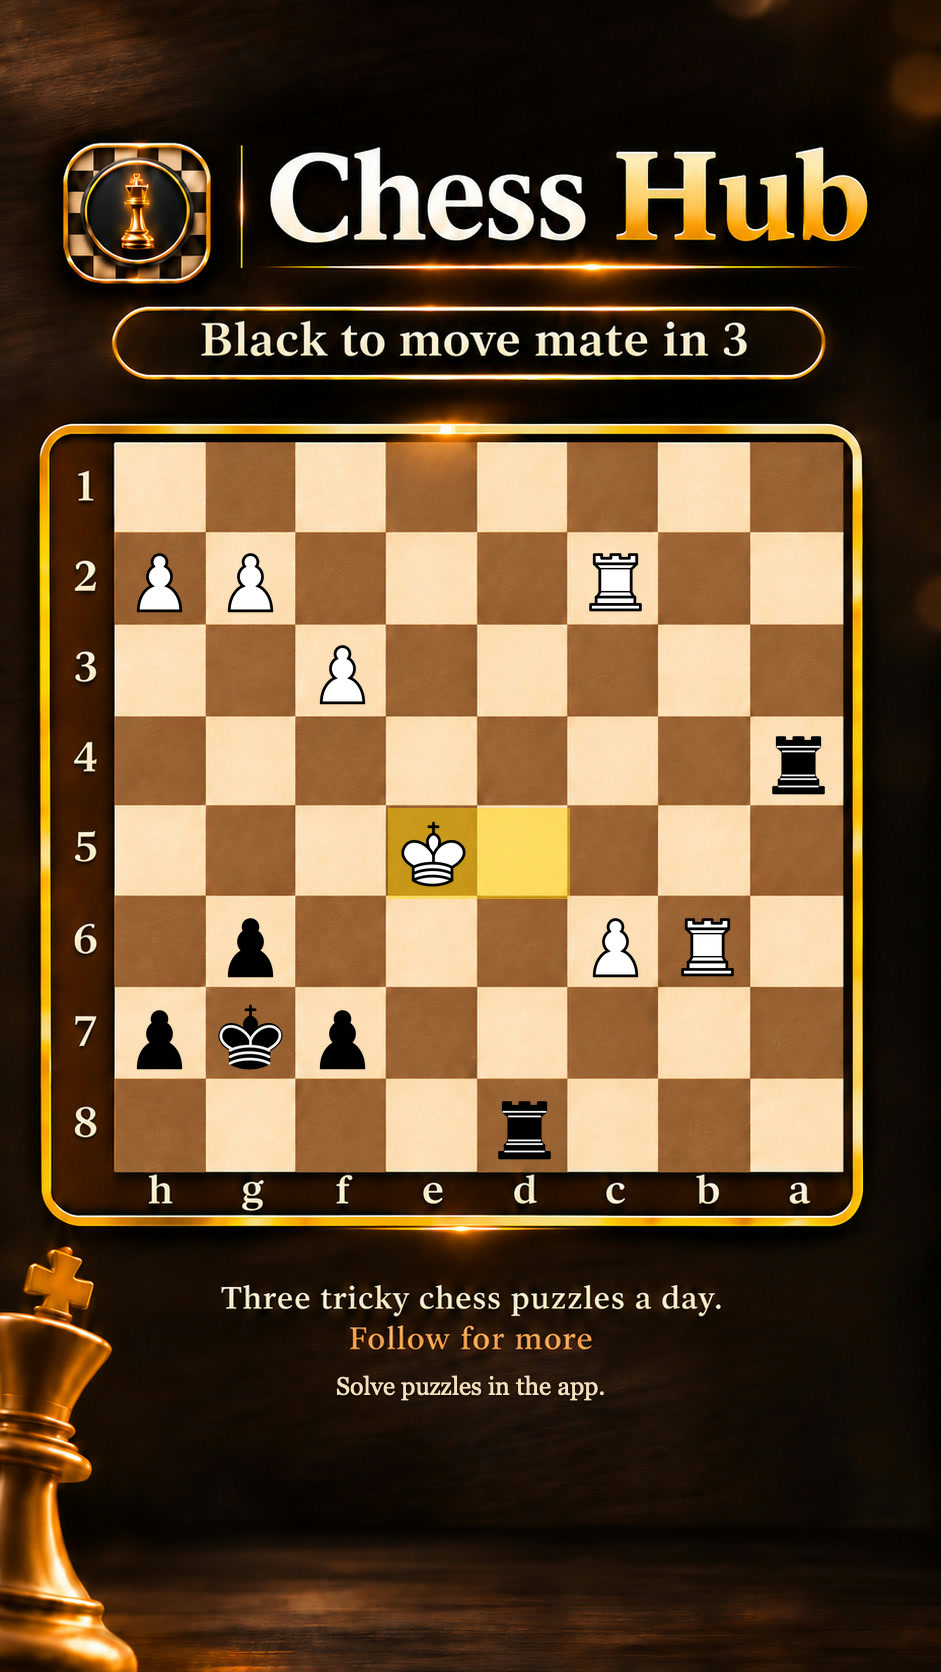 Chess Hub
Black to move mate in 3
1
2
3
4
5
6
7
8
h g f e d c b a
Three tricky chess puzzles a day.
Follow for more
Solve puzzles in the app.